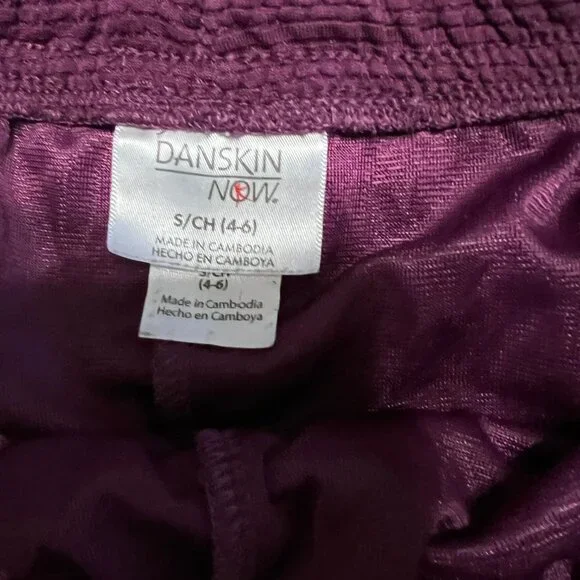 DANSKIN
NOW.
S/CH (4-6)
MADE IN CAMBODIA
HECHO EN CAMBOYA
S/CH
(4-6)
Made in Cambodia
Hecho en Camboya